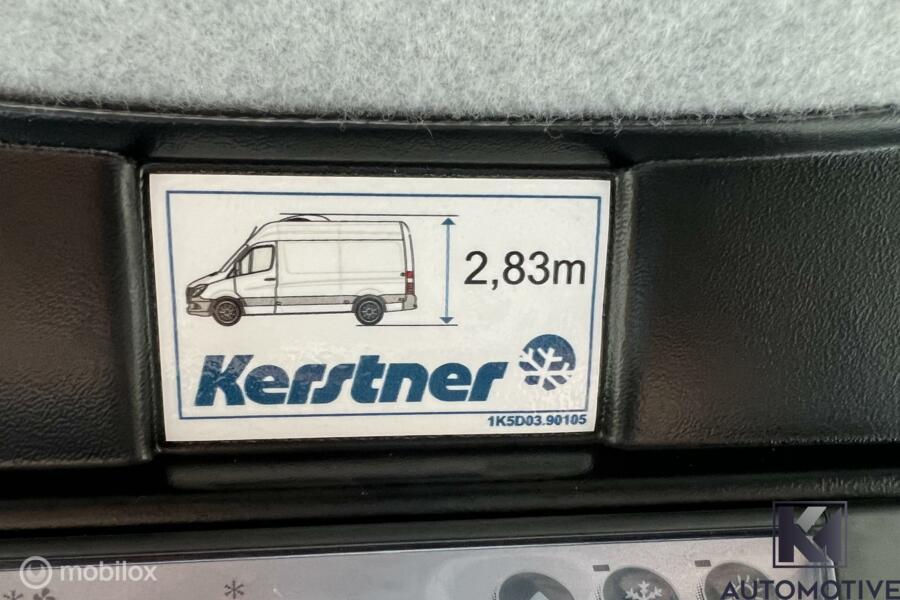 2,83m
Kerstner
1K5D03.90105
K
mobilox
AUTOMOTIVE